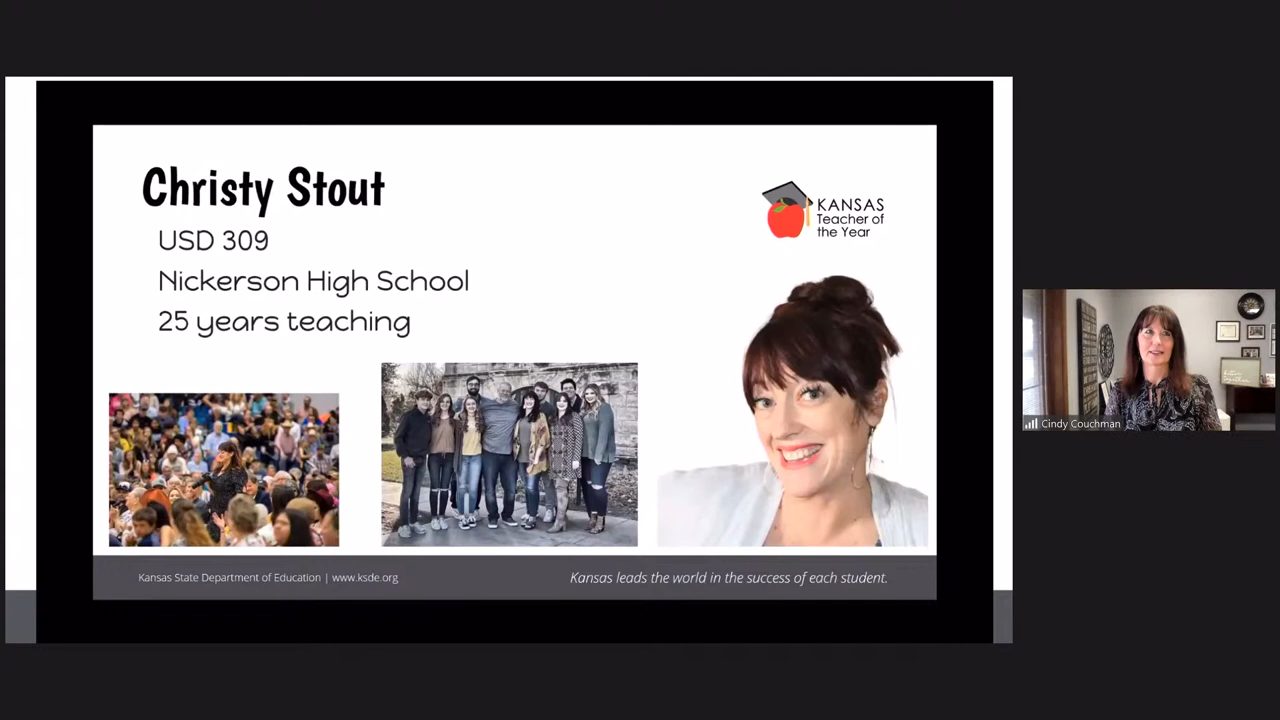 Christy Stout
USD 309
Nickerson High School
25 years teaching
KANSAS
Teacher of
the Year
Kansas State Department of Education | www.ksde.org
Kansas leads the world in the success of each student.
Cindy Couchman